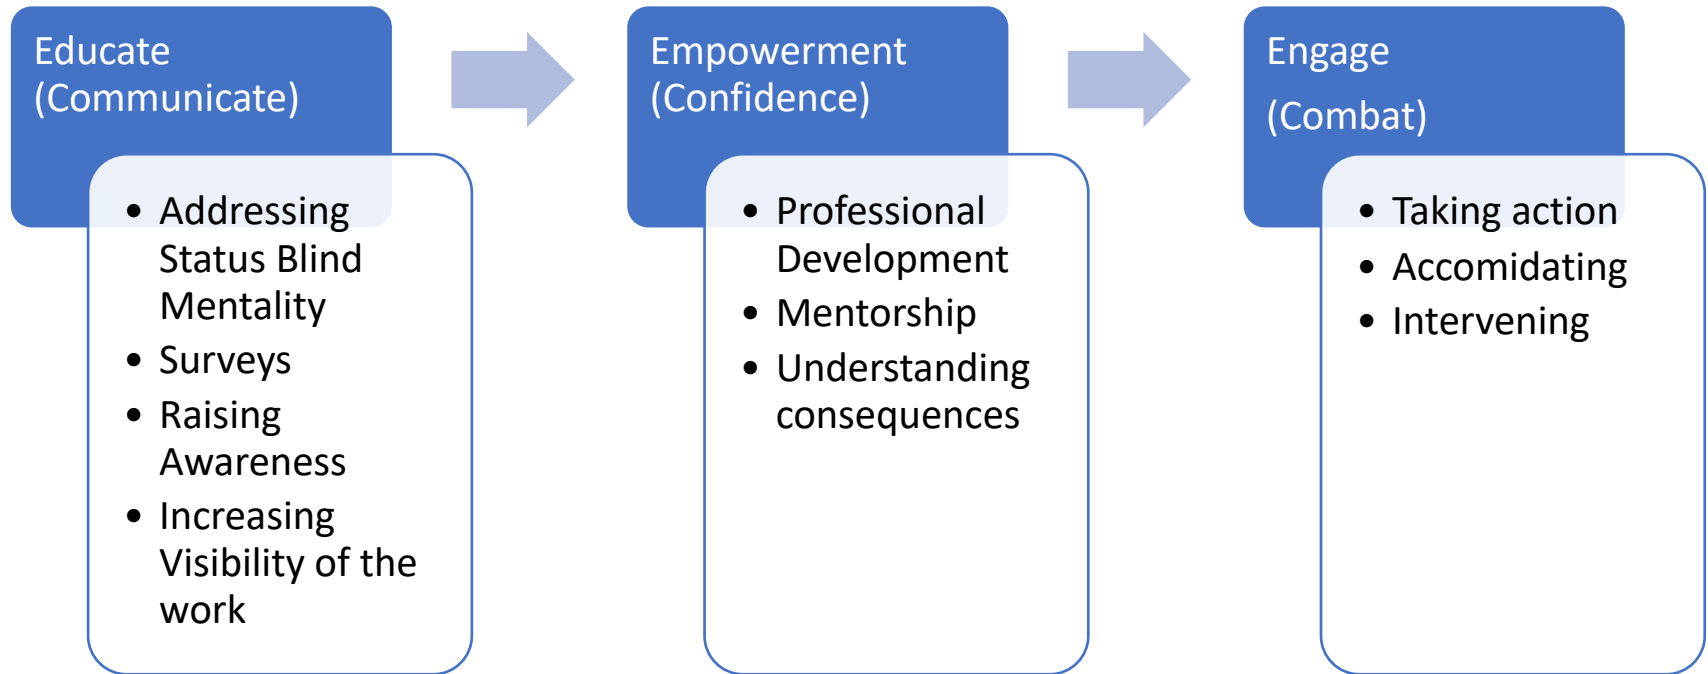 Educate
(Communicate)
• Addressing
Status Blind
Mentality
• Surveys
• Raising
Awareness
• Increasing
Visibility of the
work
Empowerment
(Confidence)
• Professional
Development
• Mentorship
• Understanding
consequences
Engage
(Combat)
• Taking action
• Accomidating
• Intervening